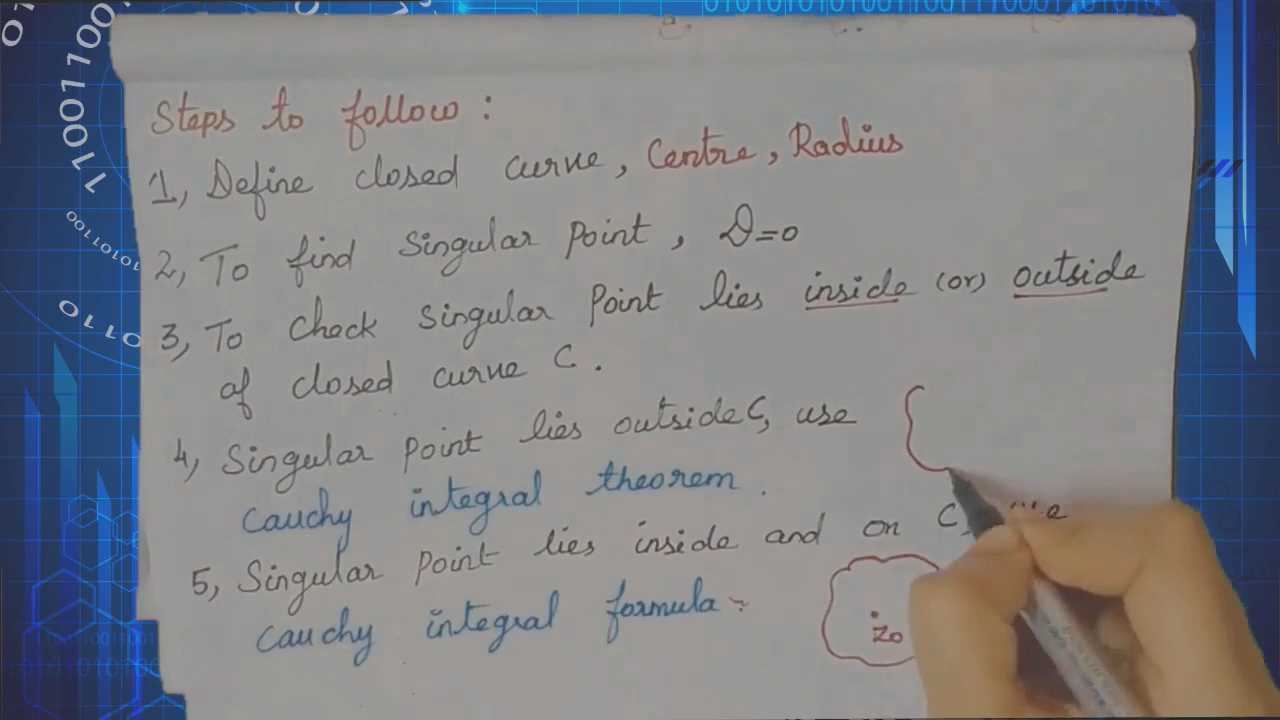 Steps to follow :
1, Define closed curve, Centre, Radius
2, To find singular point, D=0
3, To check singular point lies inside (or) outside
of closed curve C.
4, Singular point lies outside C, use
Cauchy integral theorem.
5, Singular point lies inside and on C, use
Cauchy integral formula.
z0